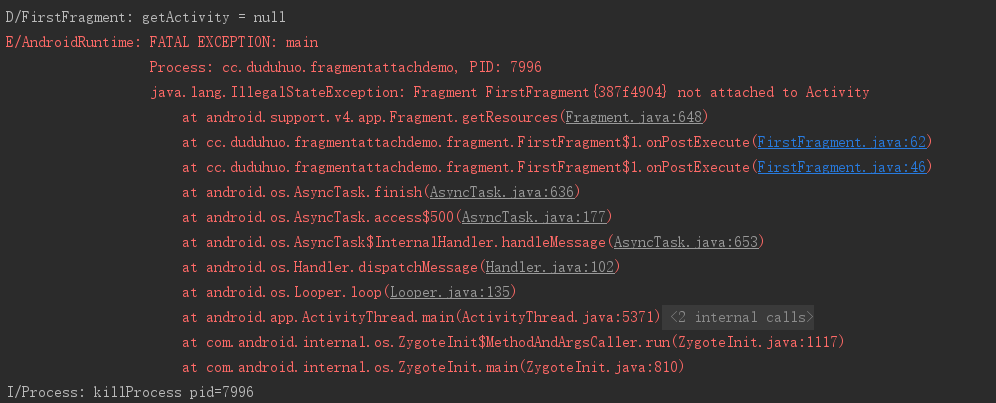 D/FirstFragment: getActivity = null
E/AndroidRuntime: FATAL EXCEPTION: main
Process: cc.duduhuo.fragmentattachdemo, PID: 7996
java.lang.IllegalStateException: Fragment FirstFragment{387f4904} not attached to Activity
at android.support.v4.app.Fragment.getResources(Fragment.java:648)
at cc.duduhuo.fragmentattachdemo.fragment.FirstFragment$1.onPostExecute(FirstFragment.java:62)
at cc.duduhuo.fragmentattachdemo.fragment.FirstFragment$1.onPostExecute(FirstFragment.java:46)
at android.os.AsyncTask.finish(AsyncTask.java:636)
at android.os.AsyncTask.access$500(AsyncTask.java:177)
at android.os.AsyncTask$InternalHandler.handleMessage(AsyncTask.java:653)
at android.os.Handler.dispatchMessage(Handler.java:102)
at android.os.Looper.loop(Looper.java:135)
at android.app.ActivityThread.main(ActivityThread.java:5371) <2 internal calls>
at com.android.internal.os.ZygoteInit$MethodAndArgsCaller.run(ZygoteInit.java:1117)
at com.android.internal.os.ZygoteInit.main(ZygoteInit.java:810)
I/Process: killProcess pid=7996